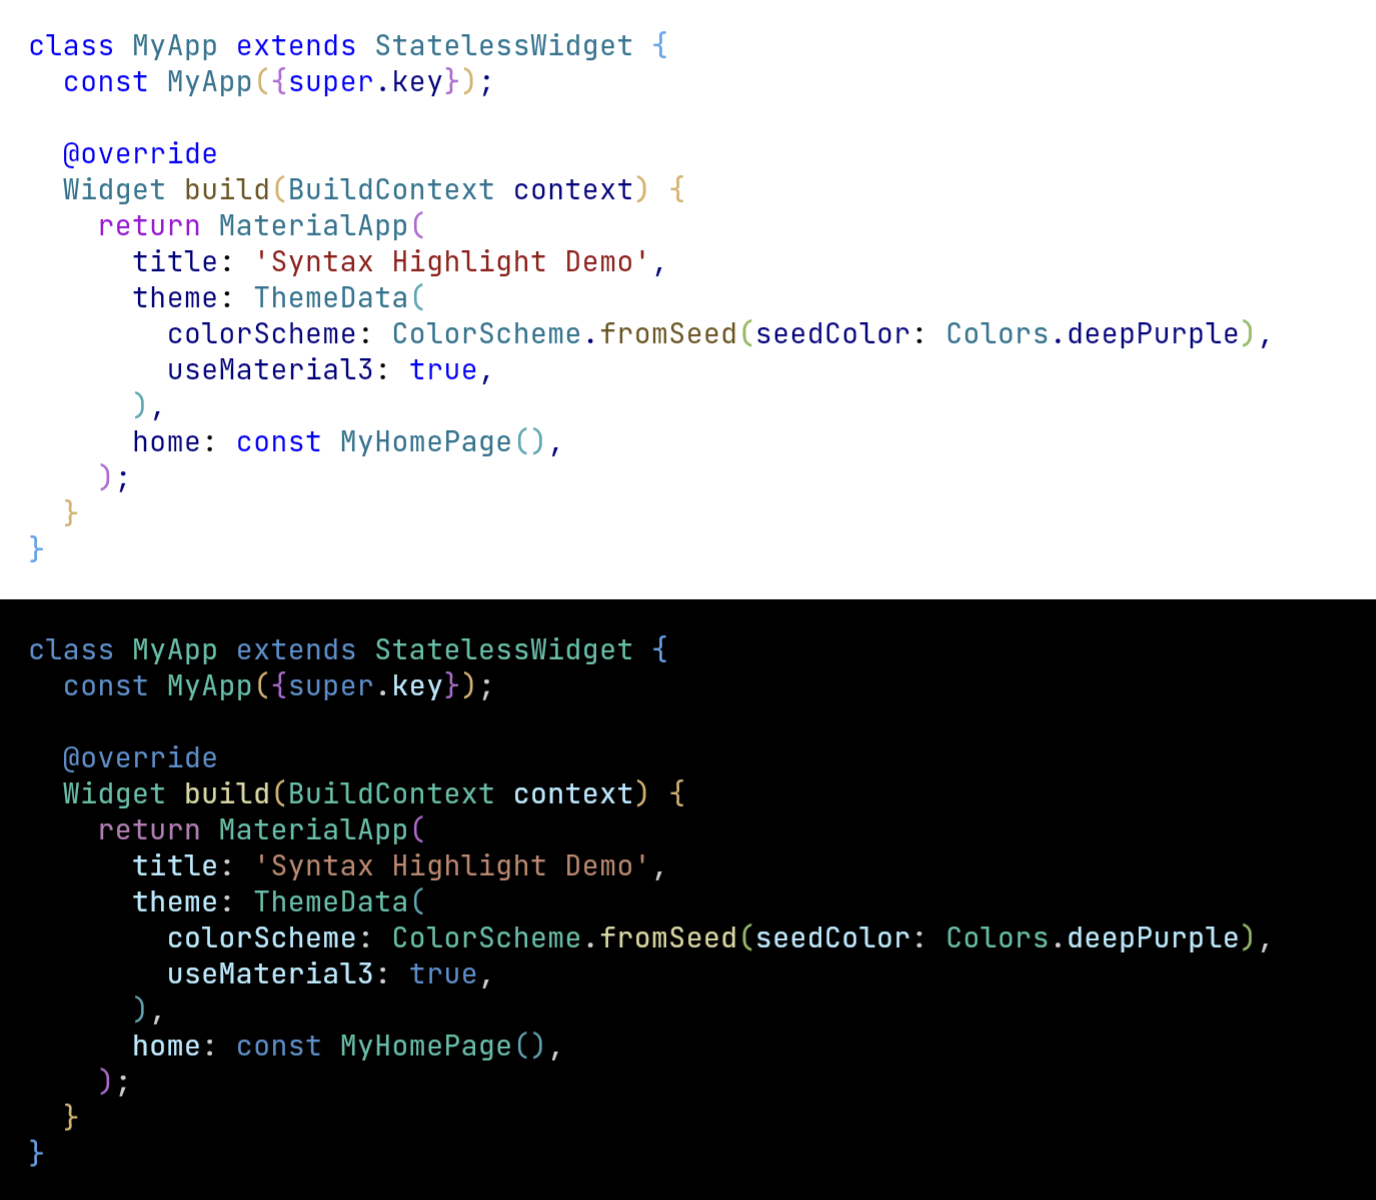 class MyApp extends StatelessWidget {
  const MyApp({super.key});

  @override
  Widget build(BuildContext context) {
    return MaterialApp(
      title: 'Syntax Highlight Demo',
      theme: ThemeData(
        colorScheme: ColorScheme.fromSeed(seedColor: Colors.deepPurple),
        useMaterial3: true,
      ),
      home: const MyHomePage(),
    );
  }
}
class MyApp extends StatelessWidget {
  const MyApp({super.key});

  @override
  Widget build(BuildContext context) {
    return MaterialApp(
      title: 'Syntax Highlight Demo',
      theme: ThemeData(
        colorScheme: ColorScheme.fromSeed(seedColor: Colors.deepPurple),
        useMaterial3: true,
      ),
      home: const MyHomePage(),
    );
  }
}